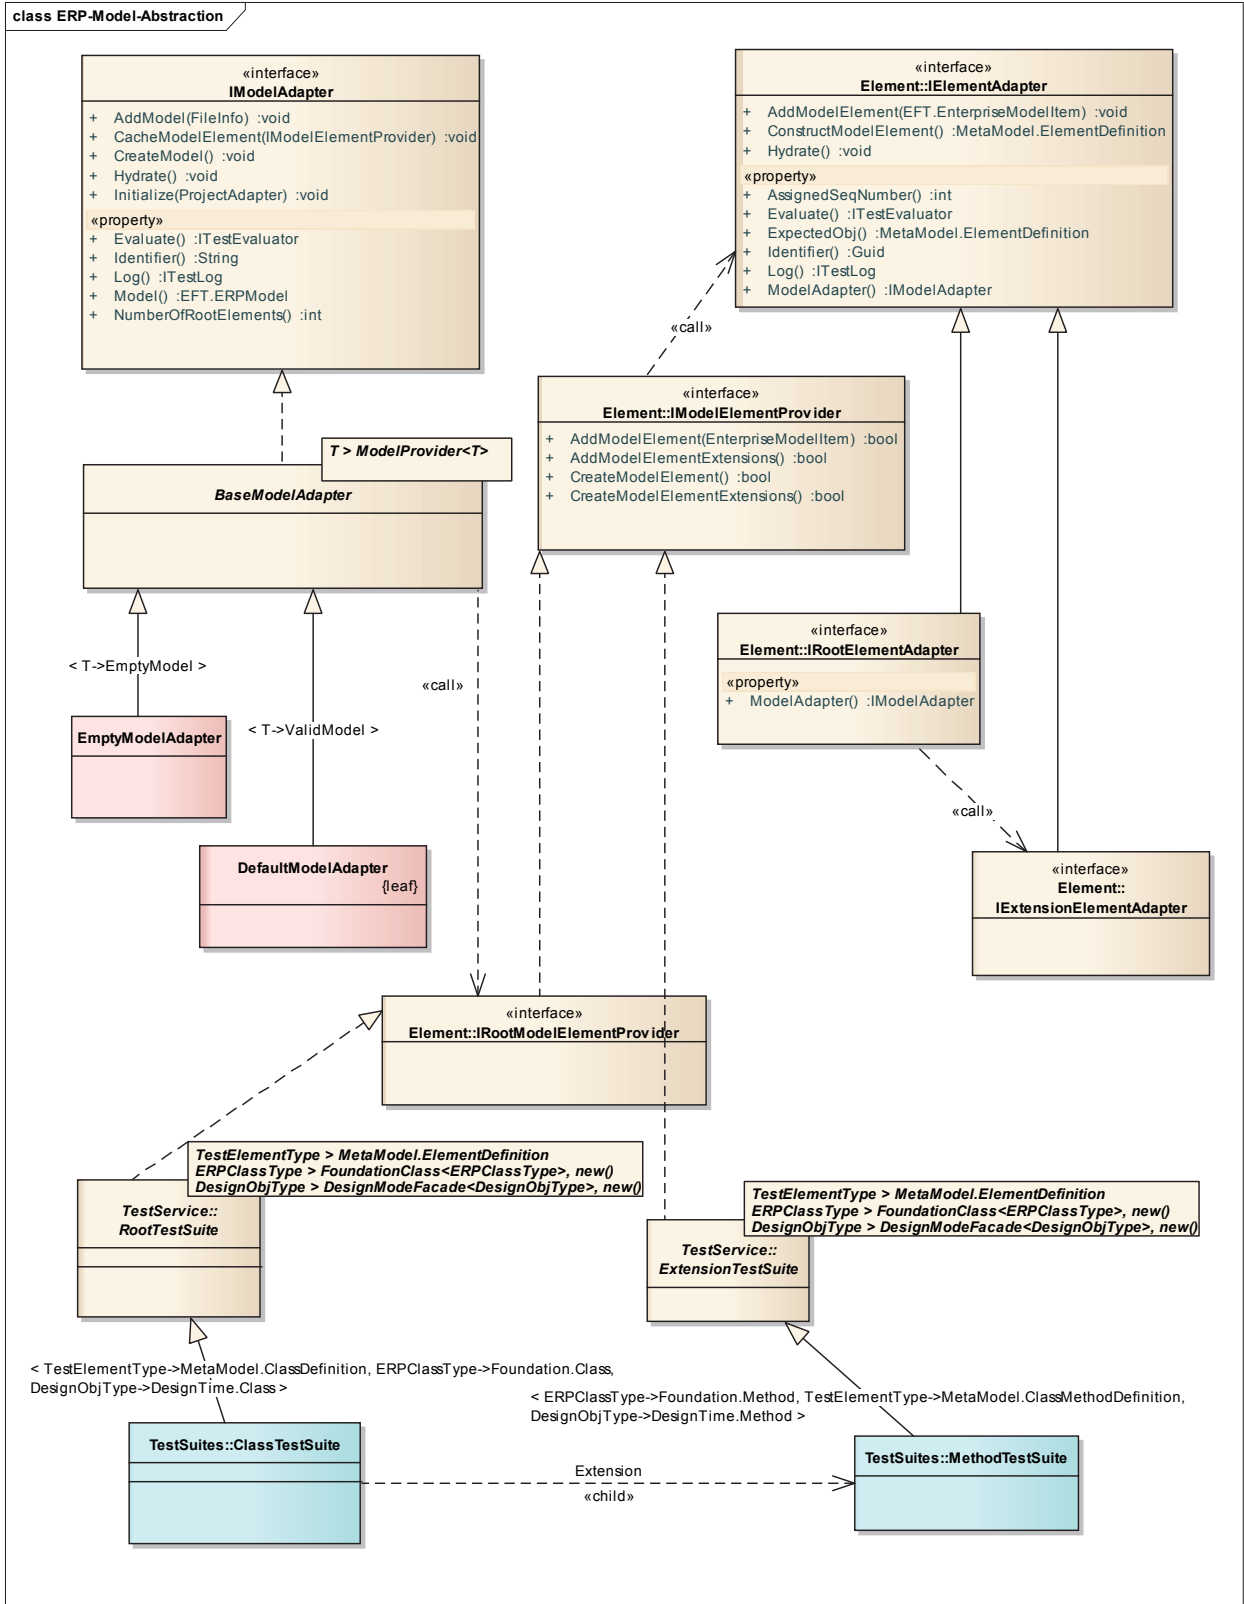 class ERP-Model-Abstraction
«interface»
IModelAdapter
+ AddModel(FileInfo) :void
+ CacheModelElement(IModelElementProvider) :void
+ CreateModel() :void
+ Hydrate() :void
+ Initialize(ProjectAdapter) :void
«property»
+ Evaluate() :ITestEvaluator
+ Identifier() :String
+ Log() :ITestLog
+ Model() :EFT.ERPModel
+ NumberOfRootElements() :int
«interface»
Element::IElementAdapter
+ AddModelElement(EFT.EnterpriseModelItem) :void
+ ConstructModelElement() :MetaModel.ElementDefinition
+ Hydrate() :void
«property»
+ AssignedSeqNumber() :int
+ Evaluate() :ITestEvaluator
+ ExpectedObj() :MetaModel.ElementDefinition
+ Identifier() :Guid
+ Log() :ITestLog
+ ModelAdapter() :IModelAdapter
«call»
«interface»
Element::IModelElementProvider
+ AddModelElement(EnterpriseModelItem) :bool
+ AddModelElementExtensions() :bool
+ CreateModelElement() :bool
+ CreateModelElementExtensions() :bool
T > ModelProvider<T>
BaseModelAdapter
«interface»
Element::IRootElementAdapter
«property»
+ ModelAdapter() :IModelAdapter
< T->EmptyModel >
«call»
EmptyModelAdapter
< T->ValidModel >
«call»
DefaultModelAdapter
{leaf}
«interface»
Element::
IExtensionElementAdapter
«interface»
Element::IRootModelElementProvider
TestElementType > MetaModel.ElementDefinition
ERPClassType > FoundationClass<ERPClassType>, new()
DesignObjType > DesignModeFacade<DesignObjType>, new()
TestService::
RootTestSuite
TestElementType > MetaModel.ElementDefinition
ERPClassType > FoundationClass<ERPClassType>, new()
DesignObjType > DesignModeFacade<DesignObjType>, new()
TestService::
ExtensionTestSuite
< TestElementType->MetaModel.ClassDefinition, ERPClassType->Foundation.Class,
DesignObjType->DesignTime.Class >
< ERPClassType->Foundation.Method, TestElementType->MetaModel.ClassMethodDefinition,
DesignObjType->DesignTime.Method >
TestSuites::ClassTestSuite
TestSuites::MethodTestSuite
Extension
«child»